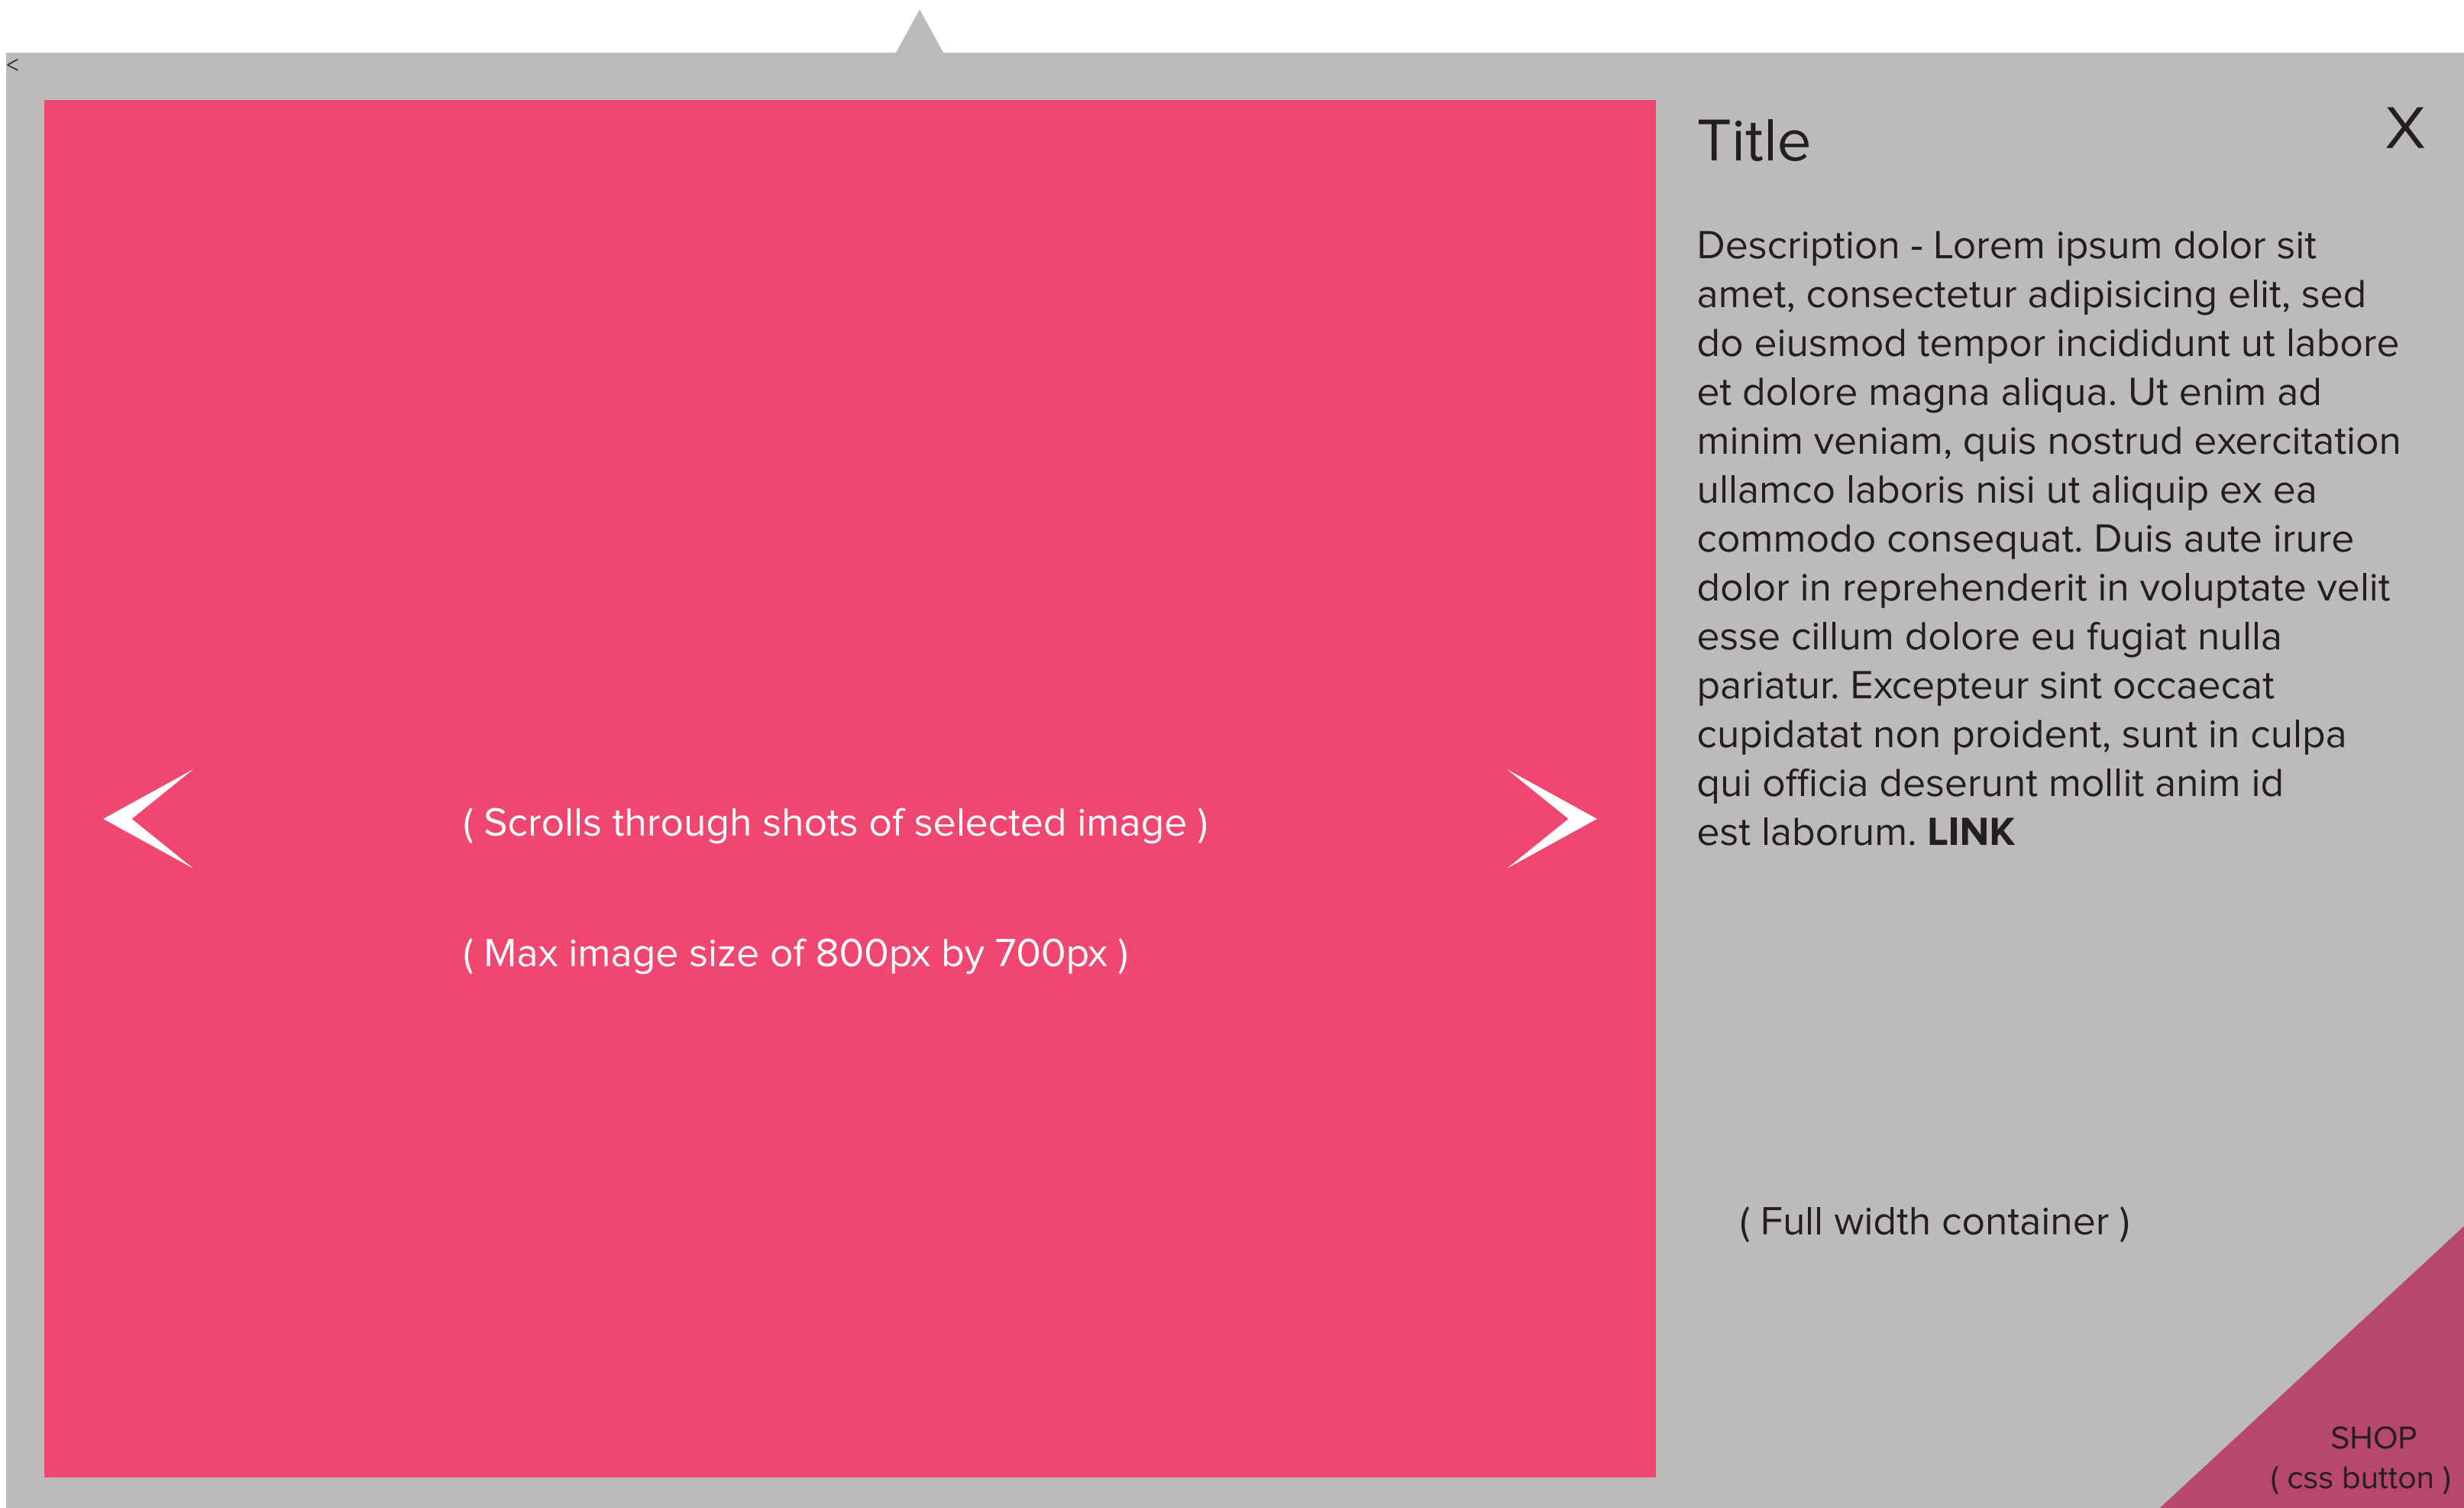 <
Title
X
Description - Lorem ipsum dolor sit
amet, consectetur adipisicing elit, sed
do eiusmod tempor incididunt ut labore
et dolore magna aliqua. Ut enim ad
minim veniam, quis nostrud exercitation
ullamco laboris nisi ut aliquip ex ea
commodo consequat. Duis aute irure
dolor in reprehenderit in voluptate velit
esse cillum dolore eu fugiat nulla
pariatur. Excepteur sint occaecat
cupidatat non proident, sunt in culpa
qui officia deserunt mollit anim id
est laborum. LINK
( Scrolls through shots of selected image )
( Max image size of 800px by 700px )
( Full width container )
SHOP
( css button )